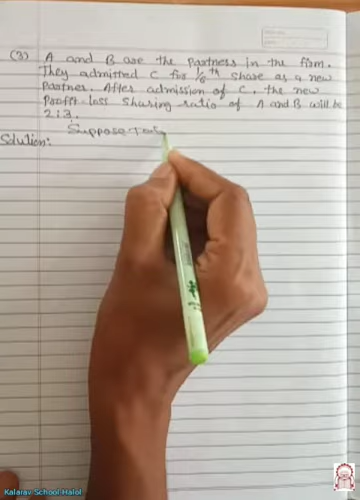 (3) A and B are the Partners in the firm.
They admitted C for 1/6th share as a new
Partner. After admission of C, the new
Profit-loss sharing ratio of A and B will be
2:3.
Suppose
Solution:
Kalarav School Halol